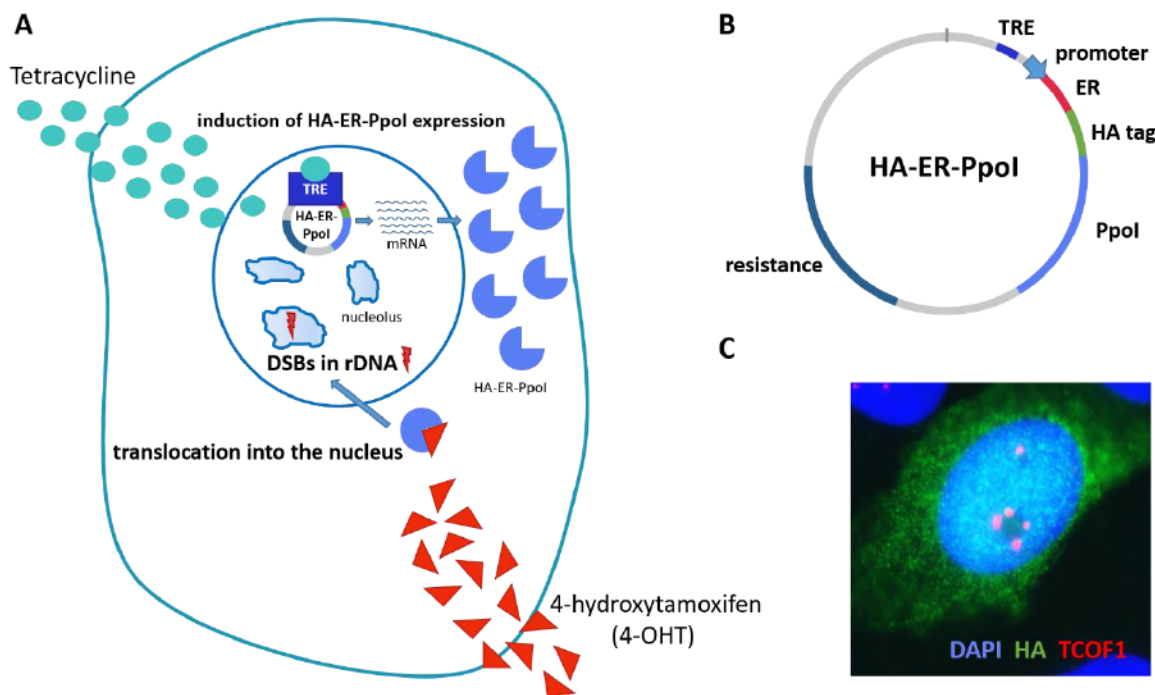 A
Tetracycline
induction of HA-ER-PpoI expression
TRE
HA-ER-
PpoI
mRNA
nucleolus
DSBs in rDNA
HA-ER-PpoI
translocation into the nucleus
4-hydroxytamoxifen
(4-OHT)
B
TRE
promoter
ER
HA tag
HA-ER-PpoI
PpoI
resistance
C
DAPI HA TCOF1